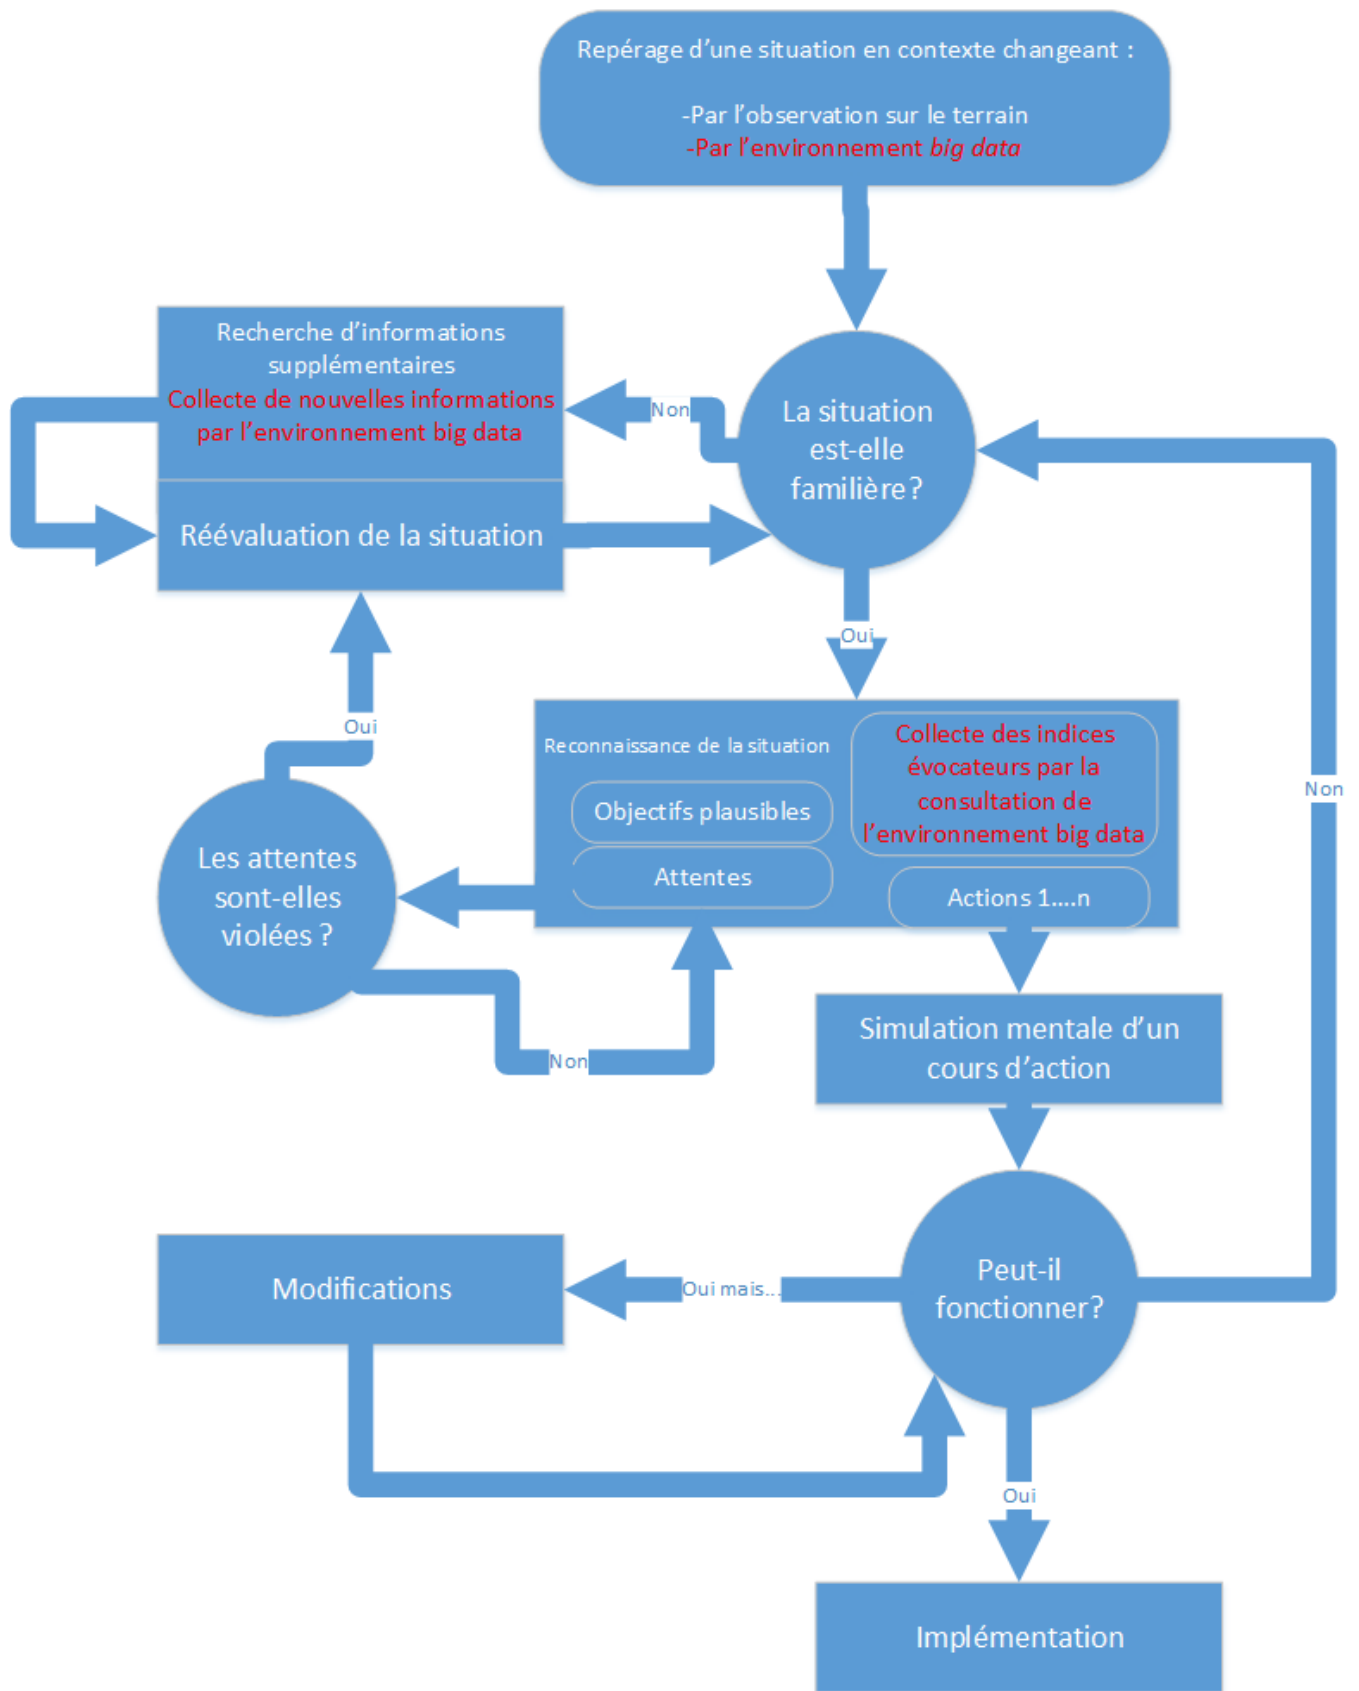 Repérage d'une situation en contexte changeant :
-Par l'observation sur le terrain
-Par l'environnement big data
Recherche d'informations
supplémentaires
Collecte de nouvelles informations
par l'environnement big data
Non
La situation
est-elle
familière?
Réévaluation de la situation
Oui
Oui
Reconnaissance de la situation
Objectifs plausibles
Attentes
Collecte des indices
évocateurs par la
consultation de
l'environnement big data
Actions 1....n
Non
Les attentes
sont-elles
violées ?
Non
Simulation mentale d'un
cours d'action
Modifications
Oui mais...
Peut-il
fonctionner?
Oui
Implémentation